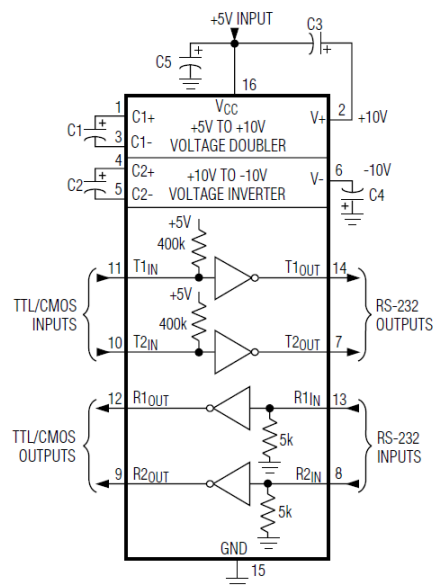 +5V INPUT
C3
C5
+
+
16
1
2
VCC
C1+
+5V TO +10V
V+
+10V
C1
+
3
C1-
VOLTAGE DOUBLER
4
C2+
+10V TO -10V
6
-10V
C2
+
5
C2-
VOLTAGE INVERTER
V-
C4
+
+5V
400k
11
T1IN
T1OUT
14
+5V
TTL/CMOS
INPUTS
RS-232
OUTPUTS
400k
10
T2IN
T2OUT
7
12
R1OUT
R1IN
13
5k
TTL/CMOS
OUTPUTS
RS-232
INPUTS
9
R2OUT
R2IN
8
5k
GND
15